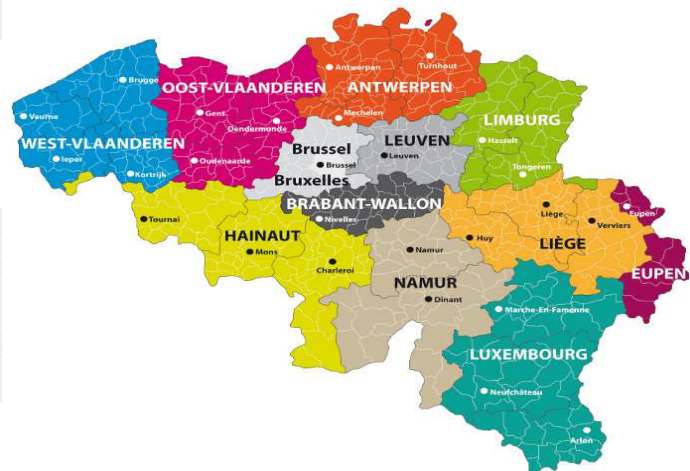 Antwerpen
Turnhout
Brugge
OOST-VLAANDEREN
ANTWERPEN
Veurne
Gent
Mechelen
LIMBURG
Dendermonde
WEST-VLAANDEREN
Brussel
LEUVEN
Hasselt
Ieper
Oudenaarde
Brussel
Leuven
Kortrijk
Bruxelles
Tongeren
BRABANT-WALLON
Tournai
Nivelles
Liège
Eupen
HAINAUT
Verviers
Mons
Namur
Huy
LIÈGE
Charleroi
NAMUR
EUPEN
Dinant
Marche-En-Famenne
LUXEMBOURG
Neufchâteau
Arlon